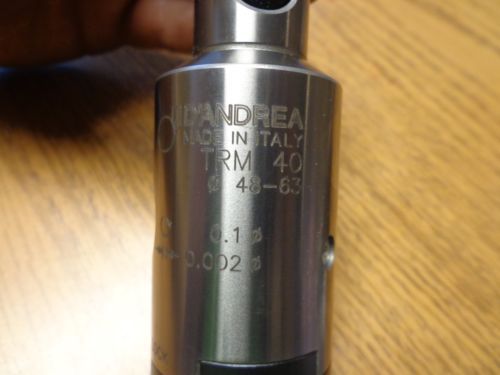 D'ANDREA
MADE IN ITALY
TRM 40
ø 48-63
0.1 ø
0.002 ø